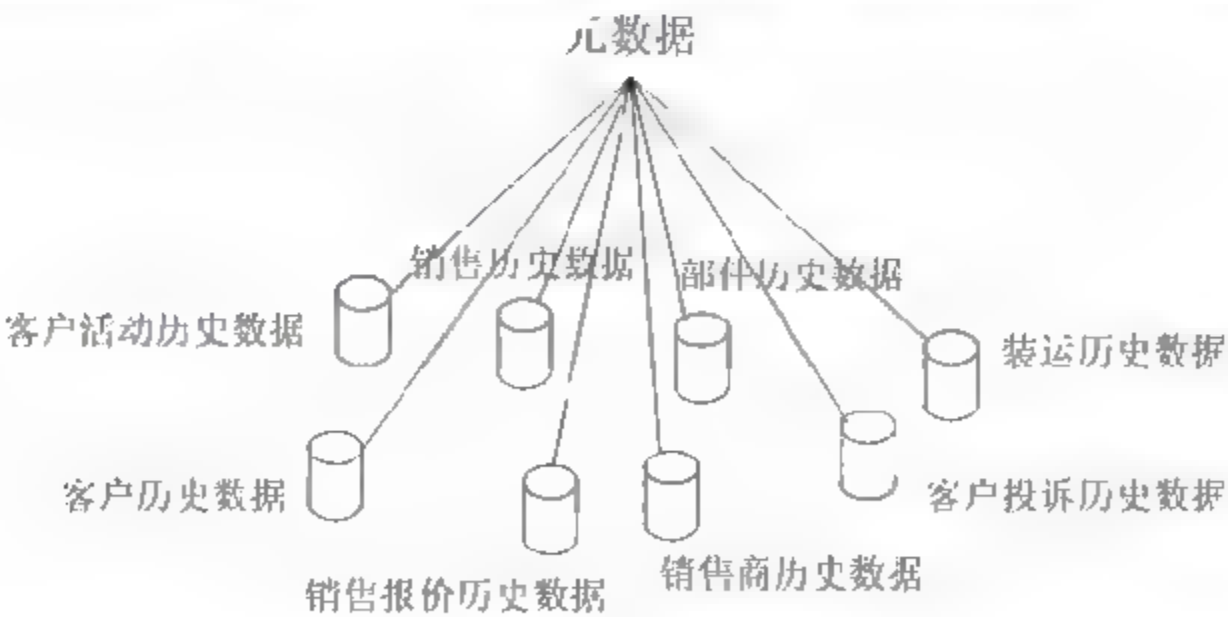 元数据
销售历史数据
部件历史数据
客户活动历史数据
装运历史数据
客户历史数据
客户投诉历史数据
销售报价历史数据
销售商历史数据